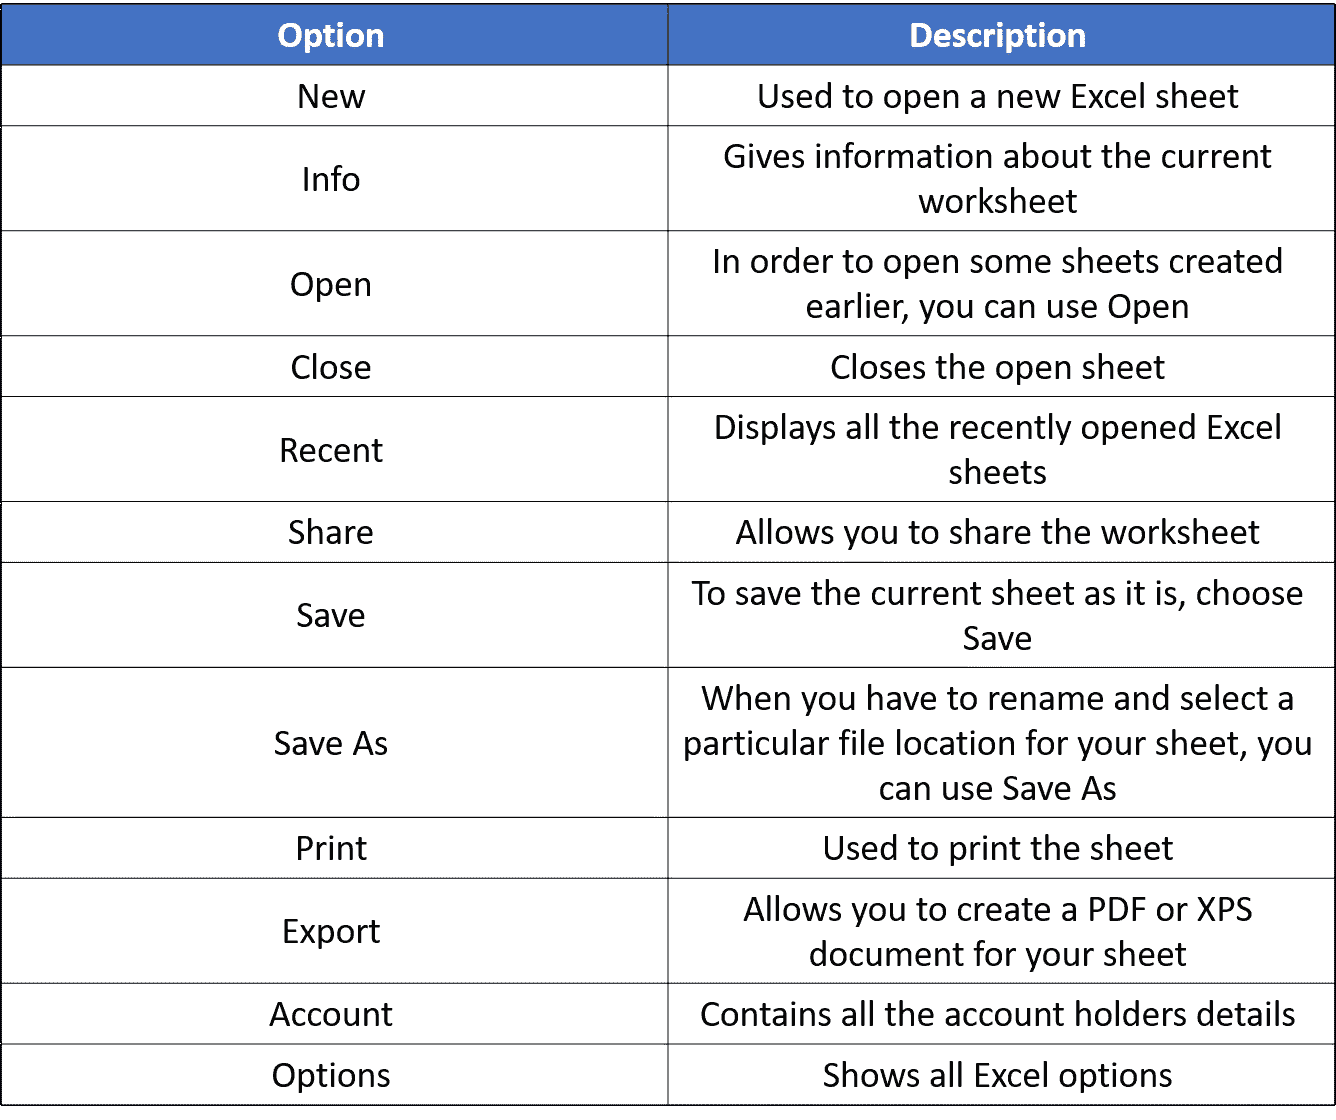 Option Description
New Used to open a new Excel sheet
Info Gives information about the current
worksheet
Open In order to open some sheets created
earlier, you can use Open
Close Closes the open sheet
Recent Displays all the recently opened Excel
sheets
Share Allows you to share the worksheet
Save To save the current sheet as it is, choose
Save
Save As When you have to rename and select a
particular file location for your sheet, you
can use Save As
Print Used to print the sheet
Export Allows you to create a PDF or XPS
document for your sheet
Account Contains all the account holders details
Options Shows all Excel options